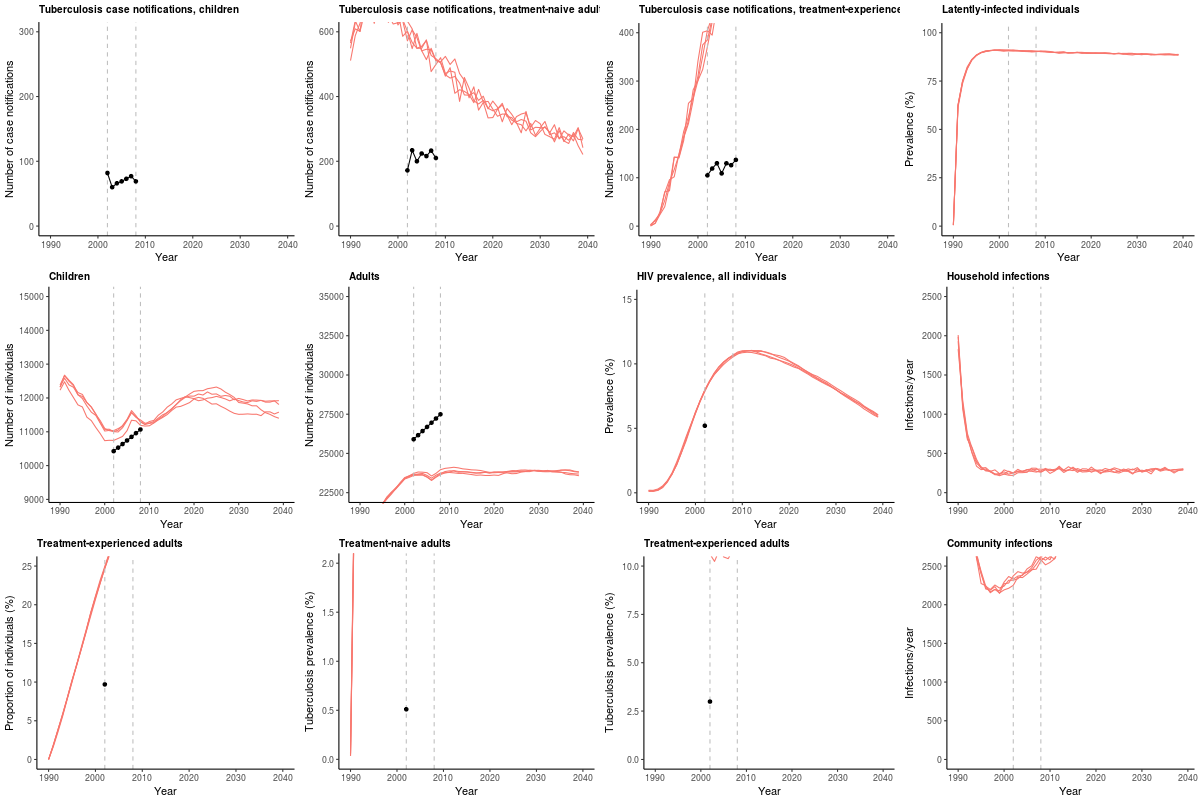 Tuberculosis case notifications, children
Number of case notifications
300
200
100
0
1990 2000 2010 2020 2030 2040
Year
Tuberculosis case notifications, treatment-naive adul
Number of case notifications
600
400
200
0
1990 2000 2010 2020 2030 2040
Year
Tuberculosis case notifications, treatment-experience
Number of case notifications
400
300
200
100
0
1990 2000 2010 2020 2030 2040
Year
Latently-infected individuals
Prevalence (%)
100
75
50
25
0
1990 2000 2010 2020 2030 2040
Year
Children
Number of individuals
15000
14000
13000
12000
11000
10000
9000
1990 2000 2010 2020 2030 2040
Year
Adults
Number of individuals
35000
32500
30000
27500
25000
22500
1990 2000 2010 2020 2030 2040
Year
HIV prevalence, all individuals
Prevalence (%)
15
10
5
0
1990 2000 2010 2020 2030 2040
Year
Household infections
Infections/year
2500
2000
1500
1000
500
0
1990 2000 2010 2020 2030 2040
Year
Treatment-experienced adults
Proportion of individuals (%)
25
20
15
10
5
0
1990 2000 2010 2020 2030 2040
Year
Treatment-naive adults
Tuberculosis prevalence (%)
2.0
1.5
1.0
0.5
0.0
1990 2000 2010 2020 2030 2040
Year
Treatment-experienced adults
Tuberculosis prevalence (%)
10.0
7.5
5.0
2.5
0.0
1990 2000 2010 2020 2030 2040
Year
Community infections
Infections/year
2500
2000
1500
1000
500
0
1990 2000 2010 2020 2030 2040
Year